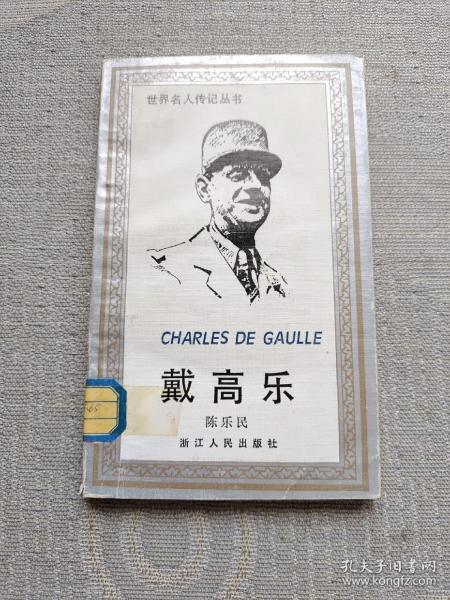 世界名人传记丛书
CHARLES DE GAULLE
戴高乐
陈乐民
浙江人民出版社
孔夫子旧书网
www.kongfz.com